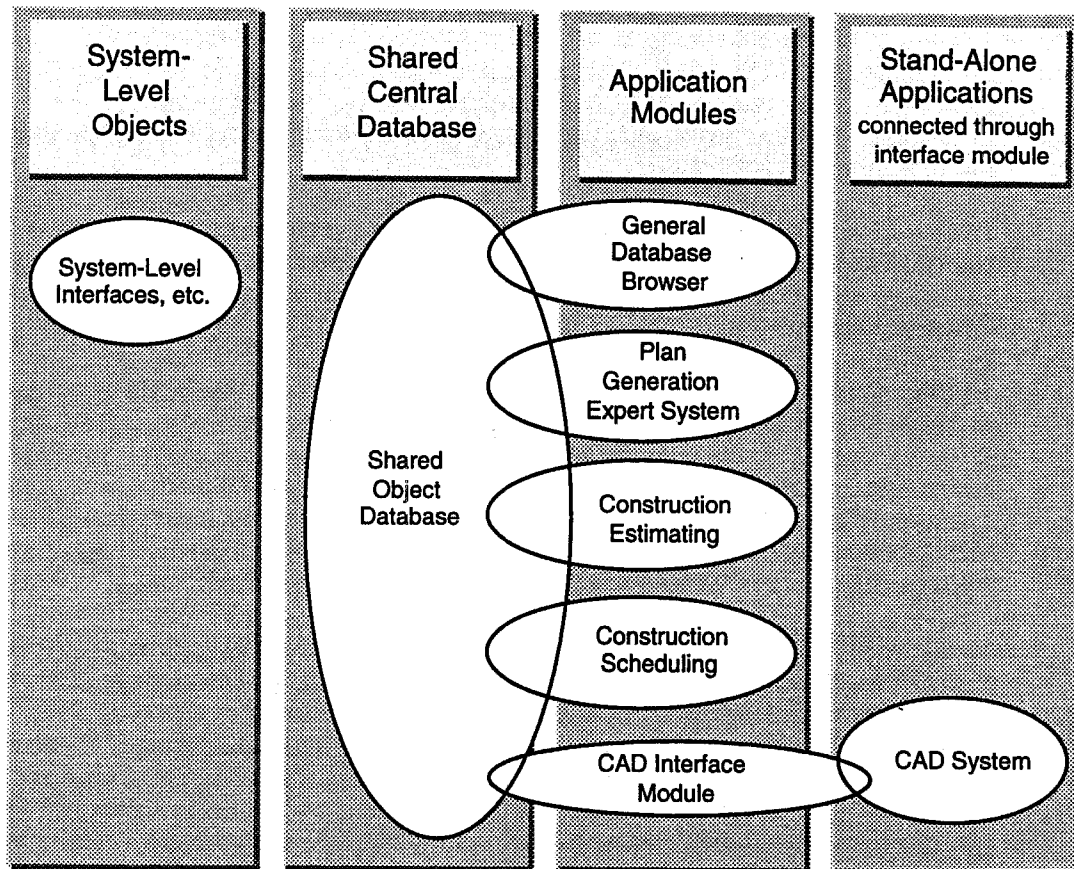 System-
Level
Objects
Shared
Central
Database
Application
Modules
Stand-Alone
Applications
connected through
interface module
System-Level
Interfaces, etc.
Shared
Object
Database
General
Database
Browser
Plan
Generation
Expert System
Construction
Estimating
Construction
Scheduling
CAD Interface
Module
CAD System